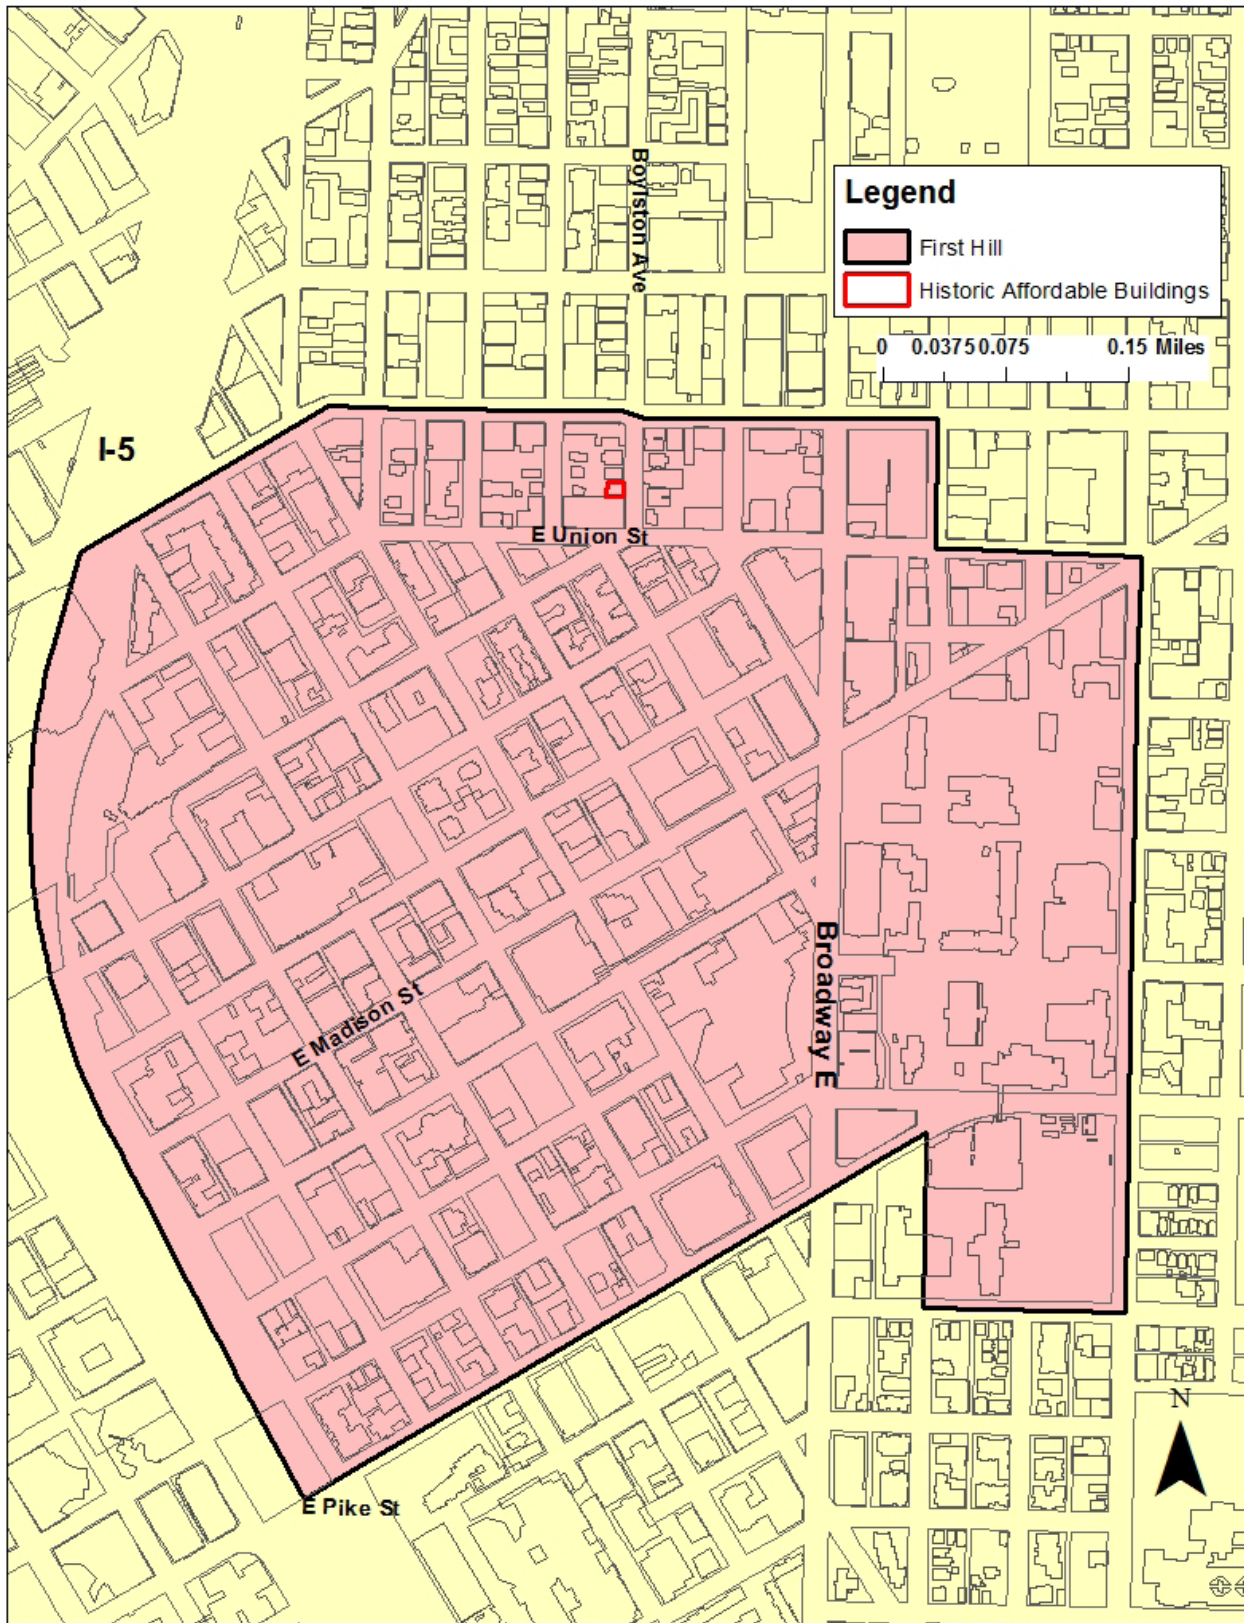 Boylston Ave
Legend
First Hill
Historic Affordable Buildings
0 0.0375 0.075 0.15 Miles
I-5
E Union St
Broadway E
E Madison St
N
E Pike St